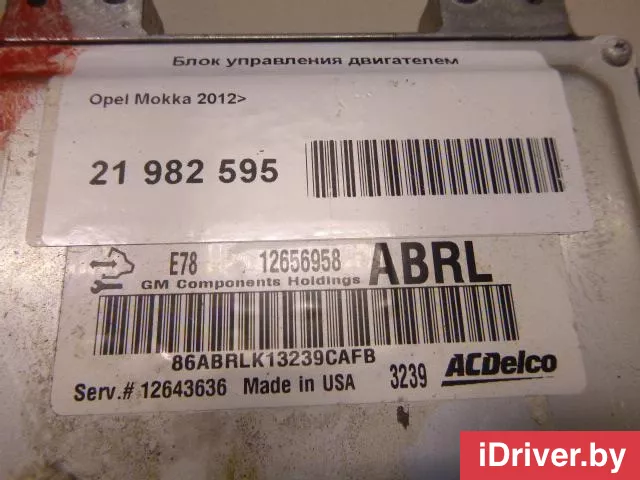 Блок управления двигателем
Opel Mokka 2012>
21 982 595
E78 12656958 ABRL
GM Components Holdings
86ABRLK13239CAFB
Serv.# 12643636 Made in USA 3239 ACDelco
iDriver.by